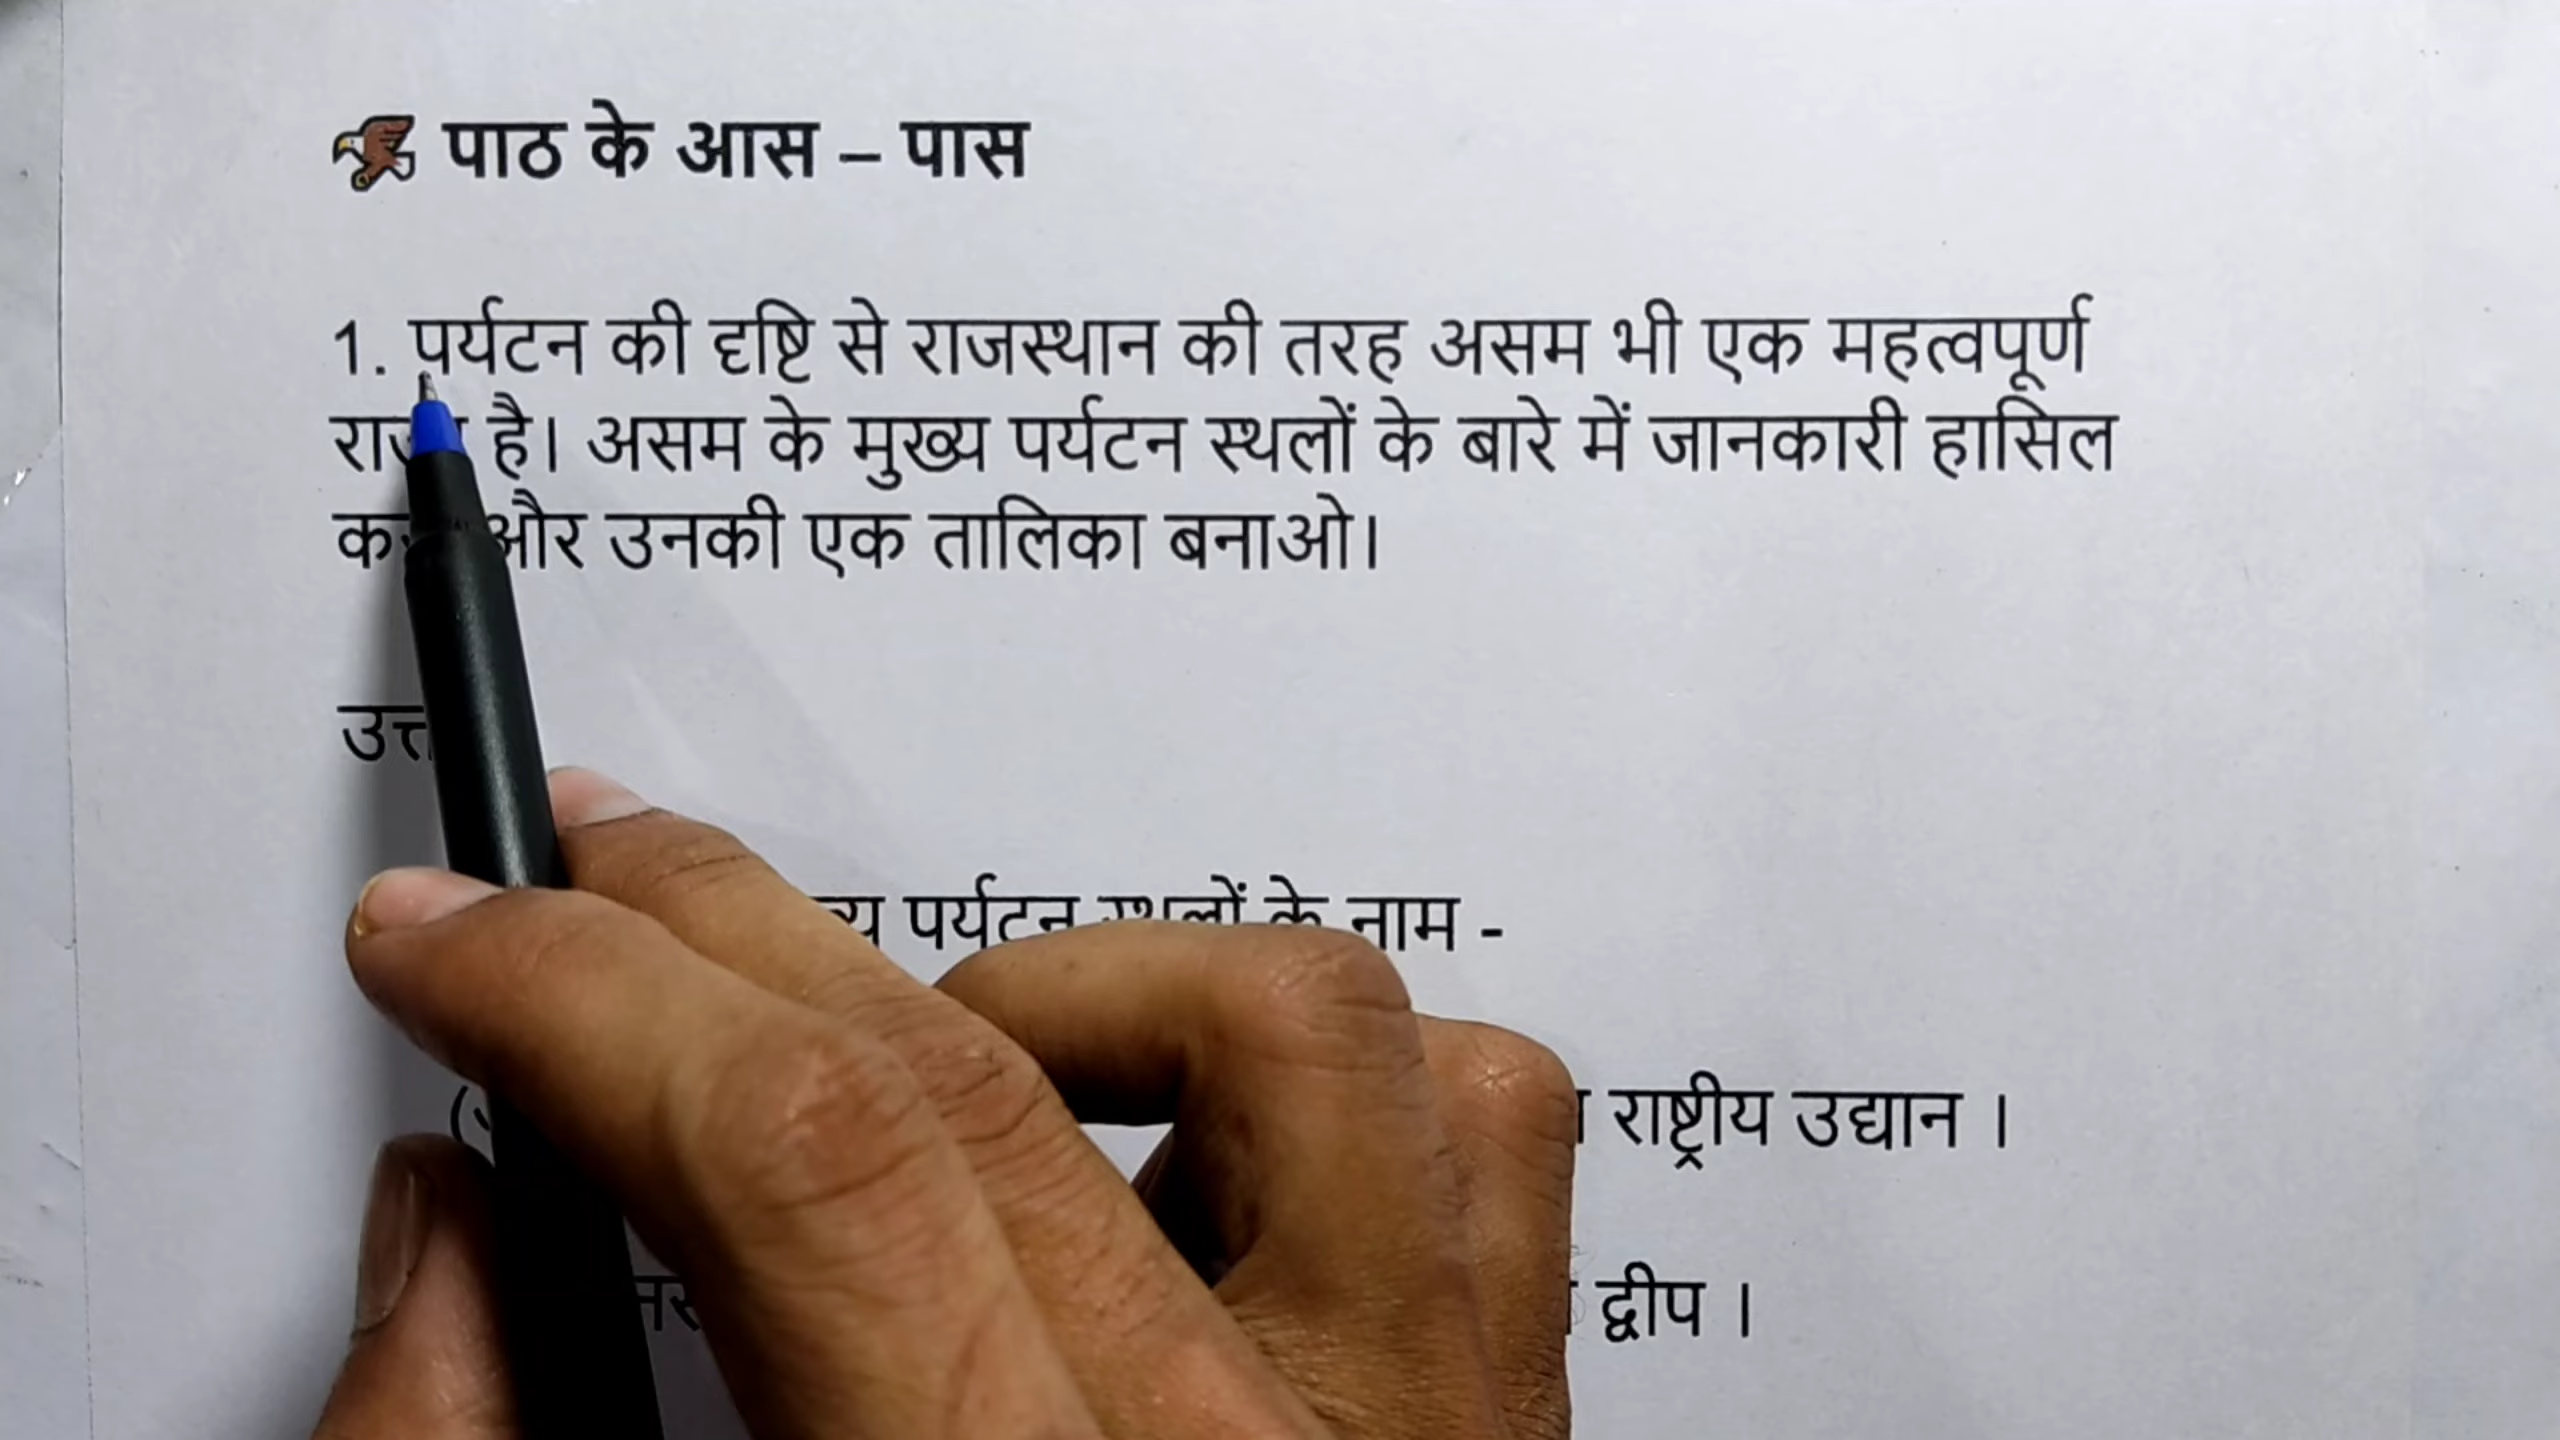 पाठ के आस – पास
1. पर्यटन की दृष्टि से राजस्थान की तरह असम भी एक महत्वपूर्ण
है। असम के मुख्य पर्यटन स्थलों के बारे में जानकारी हासिल
और उनकी एक तालिका बनाओ।
पर्यटन स्थलों के नाम -
राष्ट्रीय उद्यान ।
द्वीप ।